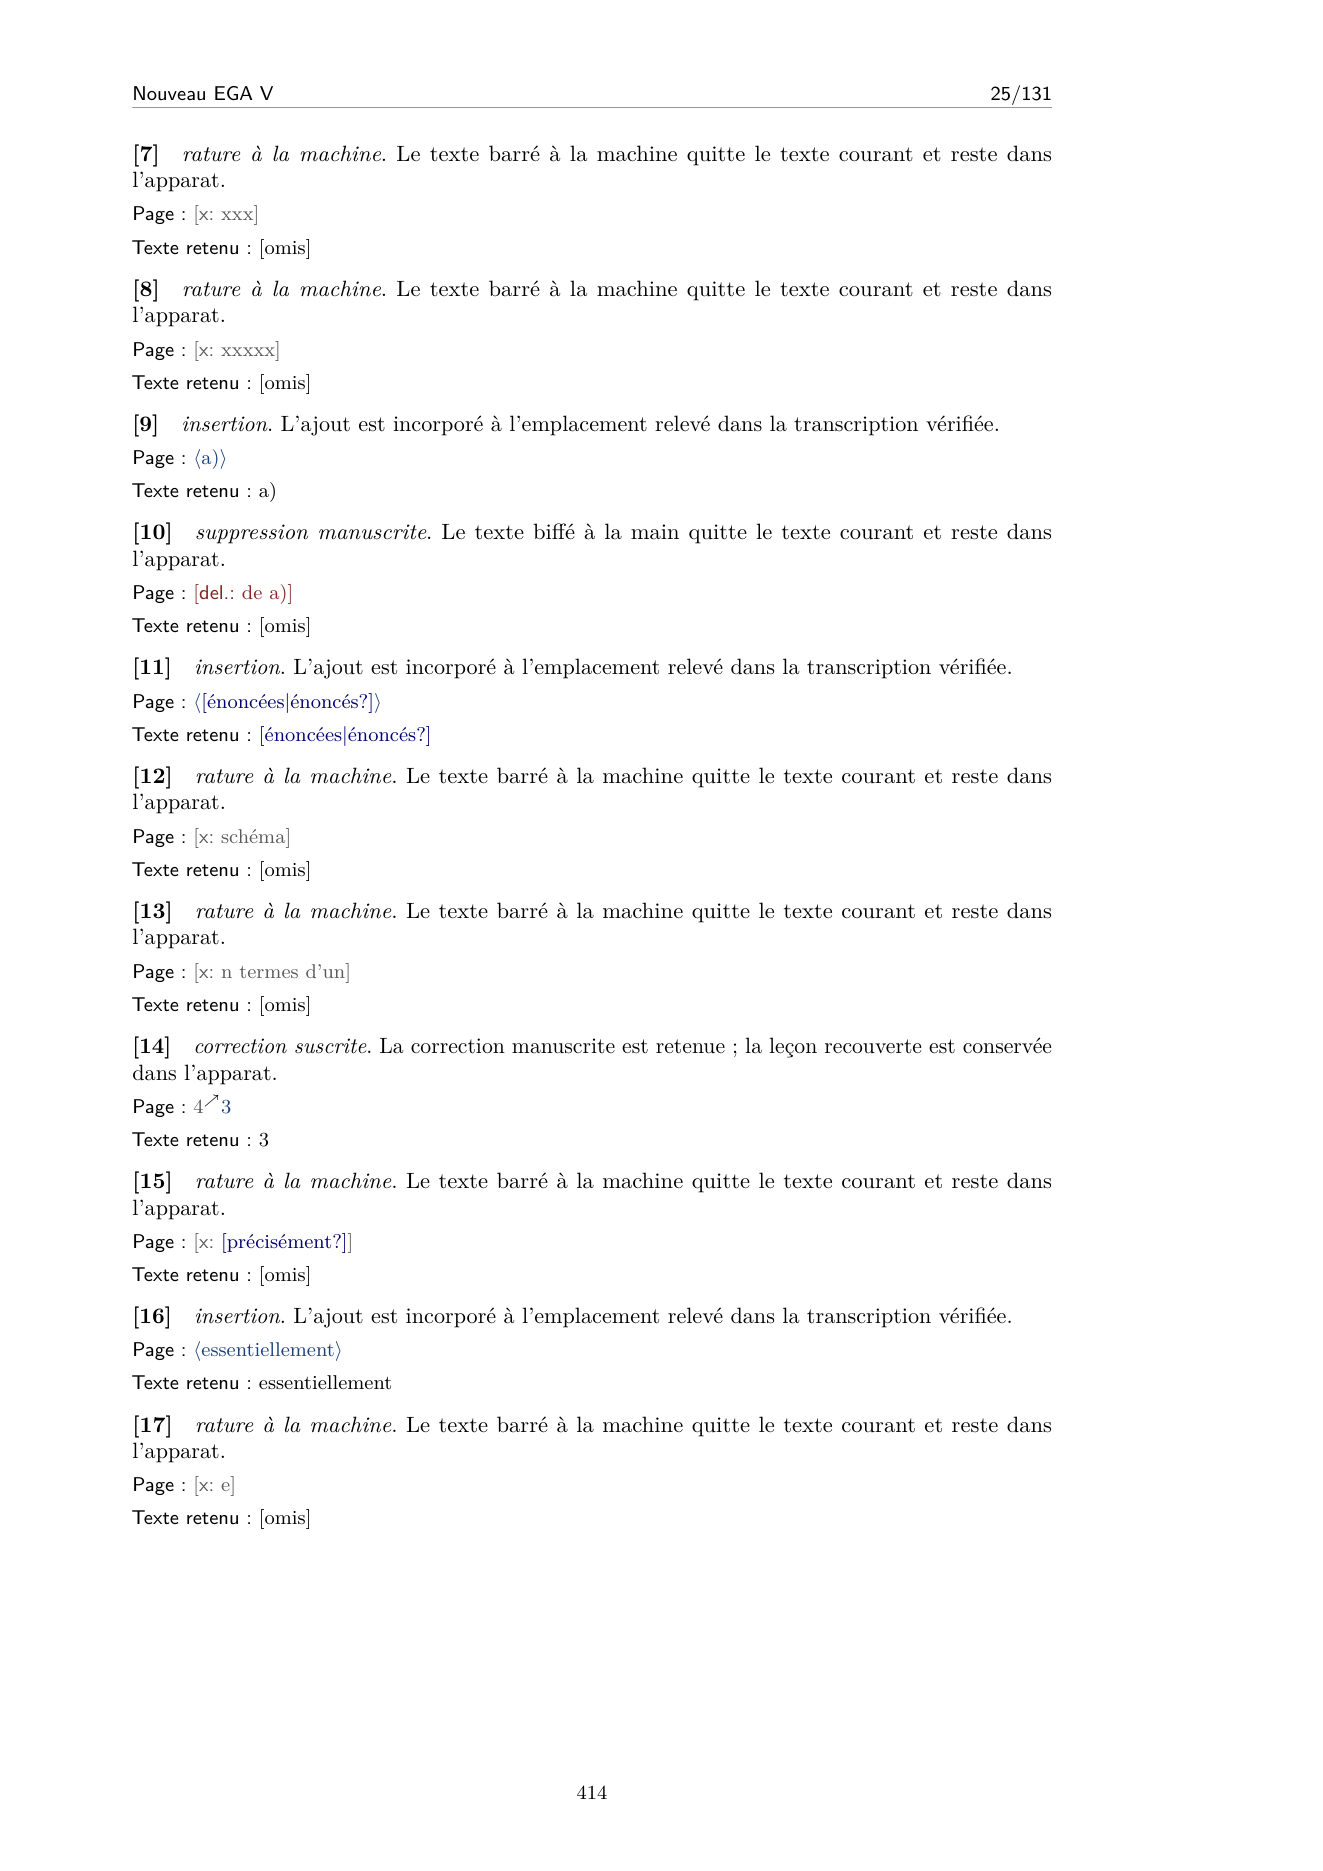 Nouveau EGA V 25/131
[7] rature à la machine. Le texte barré à la machine quitte le texte courant et reste dans
l'apparat.
Page : [x: xxx]
Texte retenu : [omis]
[8] rature à la machine. Le texte barré à la machine quitte le texte courant et reste dans
l'apparat.
Page : [x: xxxxx]
Texte retenu : [omis]
[9] insertion. L'ajout est incorporé à l'emplacement relevé dans la transcription vérifiée.
Page : ⟨a)⟩
Texte retenu : a)
[10] suppression manuscrite. Le texte biffé à la main quitte le texte courant et reste dans
l'apparat.
Page : [del.: de a)]
Texte retenu : [omis]
[11] insertion. L'ajout est incorporé à l'emplacement relevé dans la transcription vérifiée.
Page : ⟨[énoncées|énoncés?]⟩
Texte retenu : [énoncées|énoncés?]
[12] rature à la machine. Le texte barré à la machine quitte le texte courant et reste dans
l'apparat.
Page : [x: schéma]
Texte retenu : [omis]
[13] rature à la machine. Le texte barré à la machine quitte le texte courant et reste dans
l'apparat.
Page : [x: n termes d'un]
Texte retenu : [omis]
[14] correction suscrite. La correction manuscrite est retenue ; la leçon recouverte est conservée
dans l'apparat.
Page : 4↗3
Texte retenu : 3
[15] rature à la machine. Le texte barré à la machine quitte le texte courant et reste dans
l'apparat.
Page : [x: [précisément?]]
Texte retenu : [omis]
[16] insertion. L'ajout est incorporé à l'emplacement relevé dans la transcription vérifiée.
Page : ⟨essentiellement⟩
Texte retenu : essentiellement
[17] rature à la machine. Le texte barré à la machine quitte le texte courant et reste dans
l'apparat.
Page : [x: e]
Texte retenu : [omis]
414